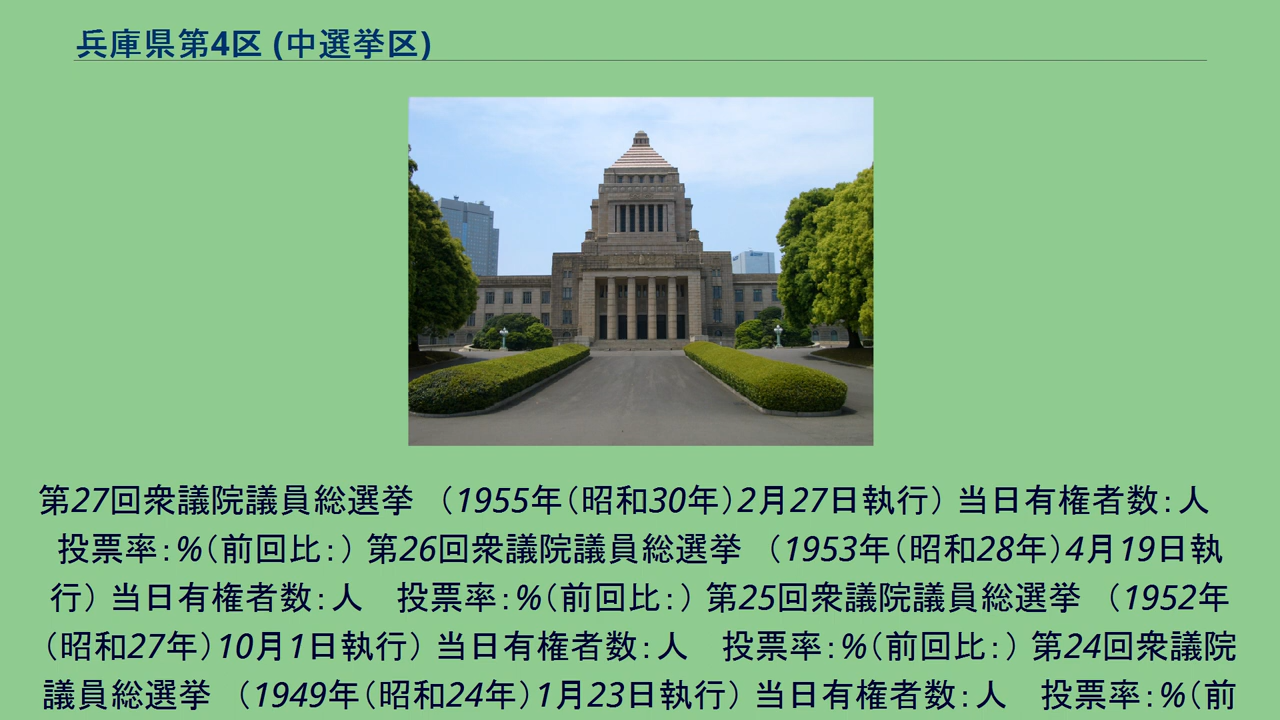 兵庫県第4区 (中選挙区)
第27回衆議院議員総選挙　（1955年（昭和30年）2月27日執行） 当日有権者数：人
投票率：%（前回比：） 第26回衆議院議員総選挙　（1953年（昭和28年）4月19日執
行） 当日有権者数：人　投票率：%（前回比：） 第25回衆議院議員総選挙　（1952年
（昭和27年）10月1日執行） 当日有権者数：人　投票率：%（前回比：） 第24回衆議院
議員総選挙　（1949年（昭和24年）1月23日執行） 当日有権者数：人　投票率：%（前